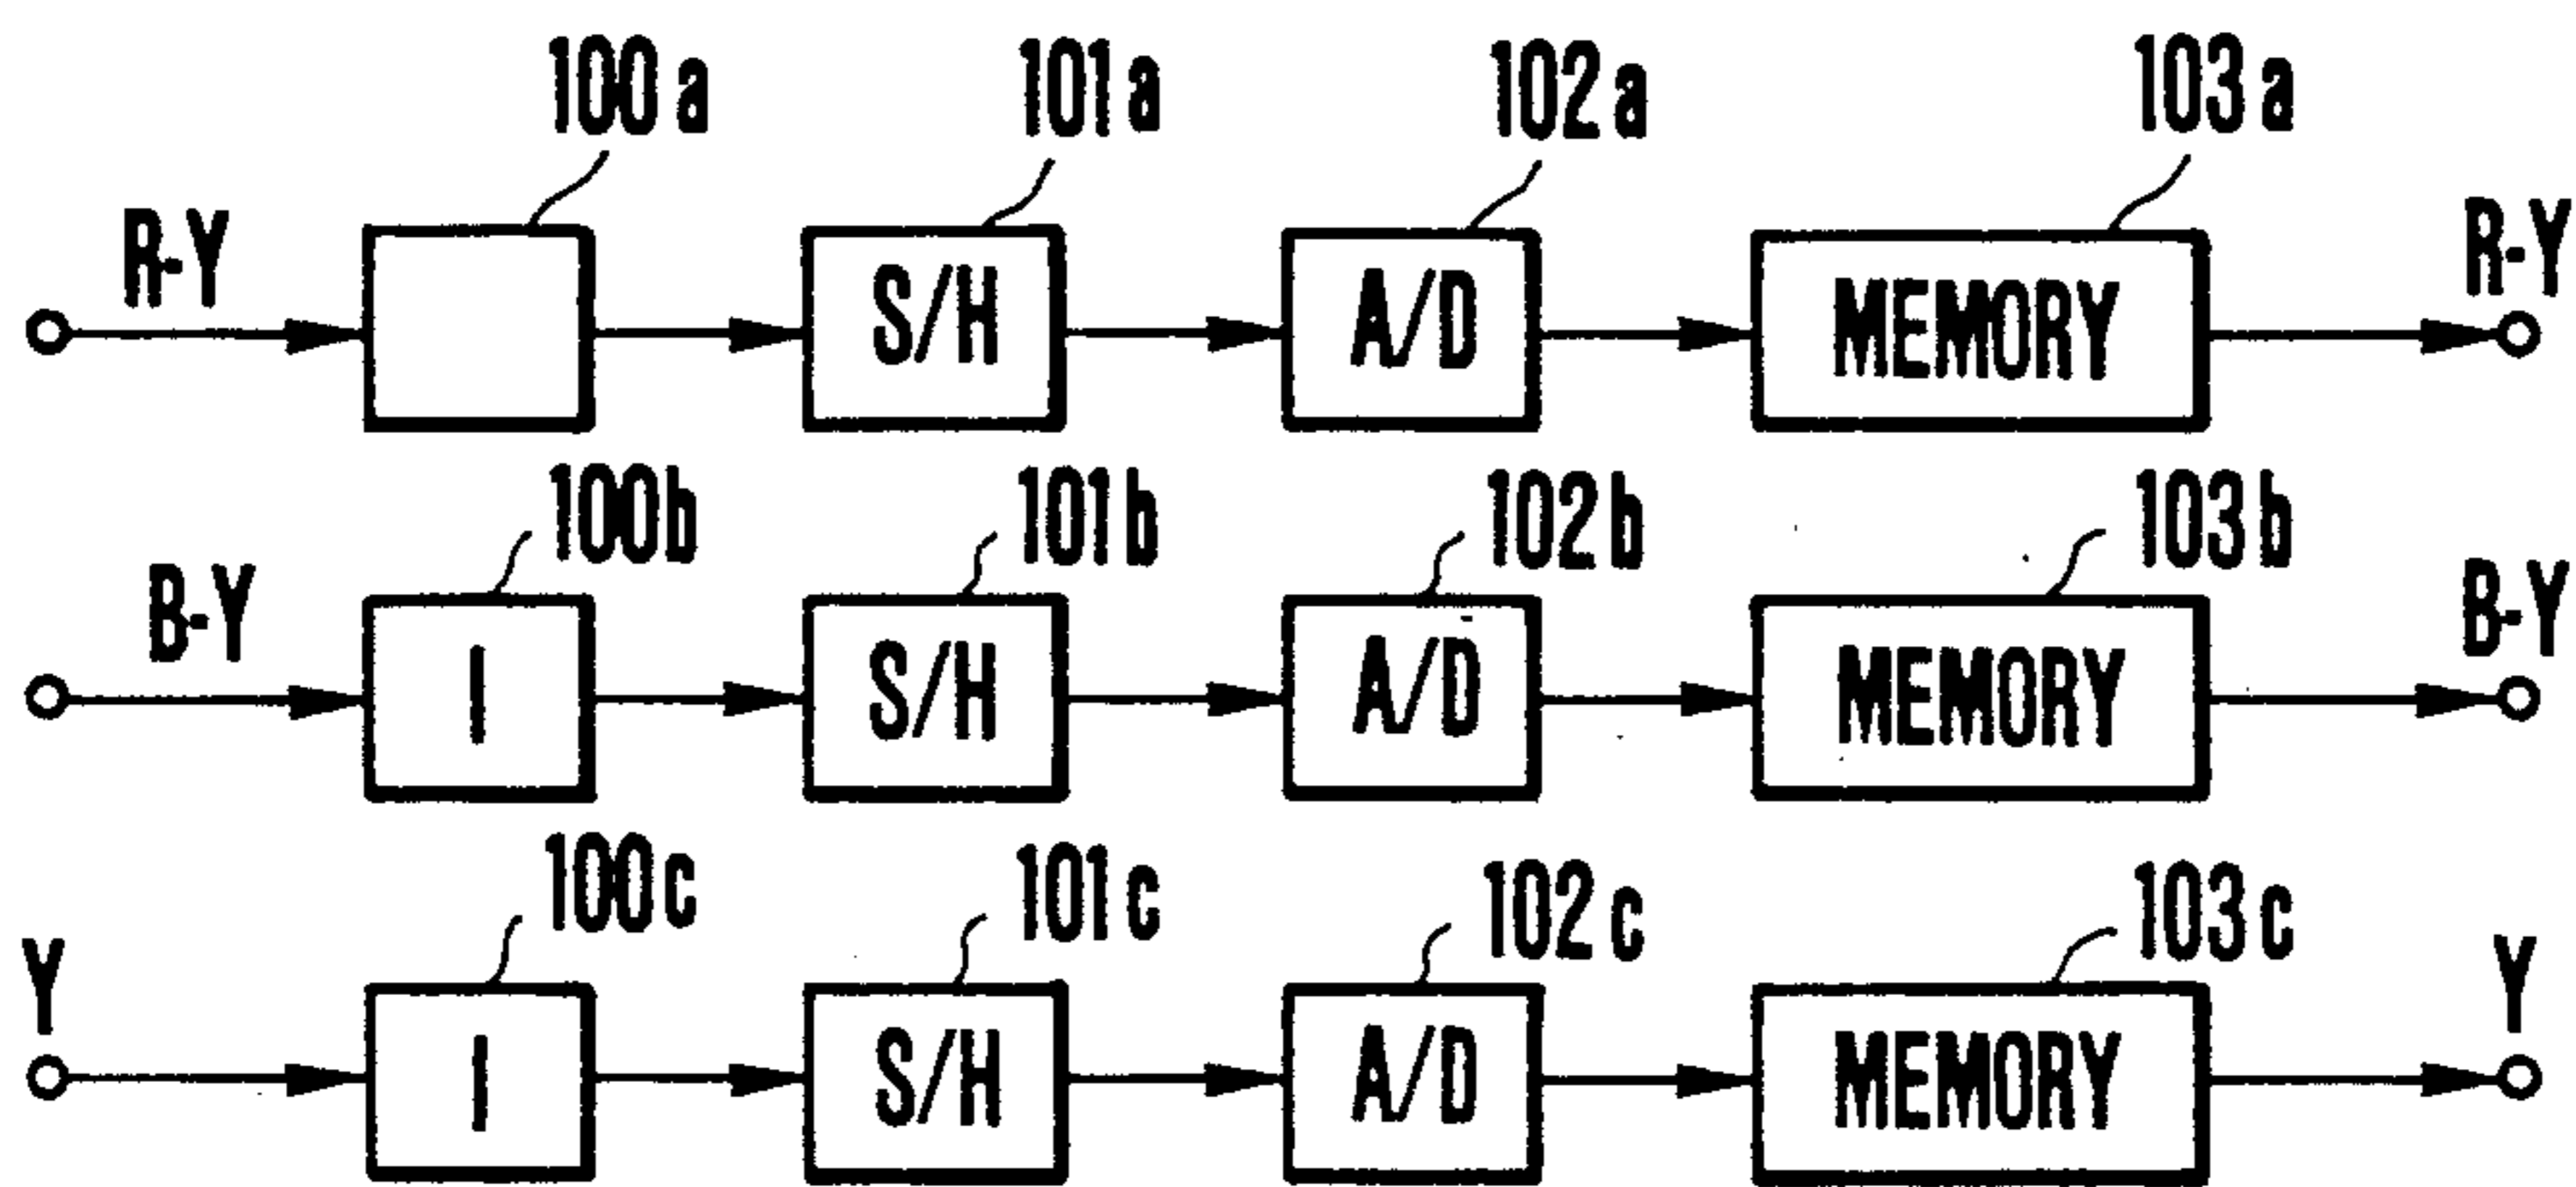 100a 101a 102a 103a
R-Y S/H A/D MEMORY R-Y
100b 101b 102b 103b
B-Y I S/H A/D MEMORY B-Y
100c 101c 102c 103c
Y I S/H A/D MEMORY Y